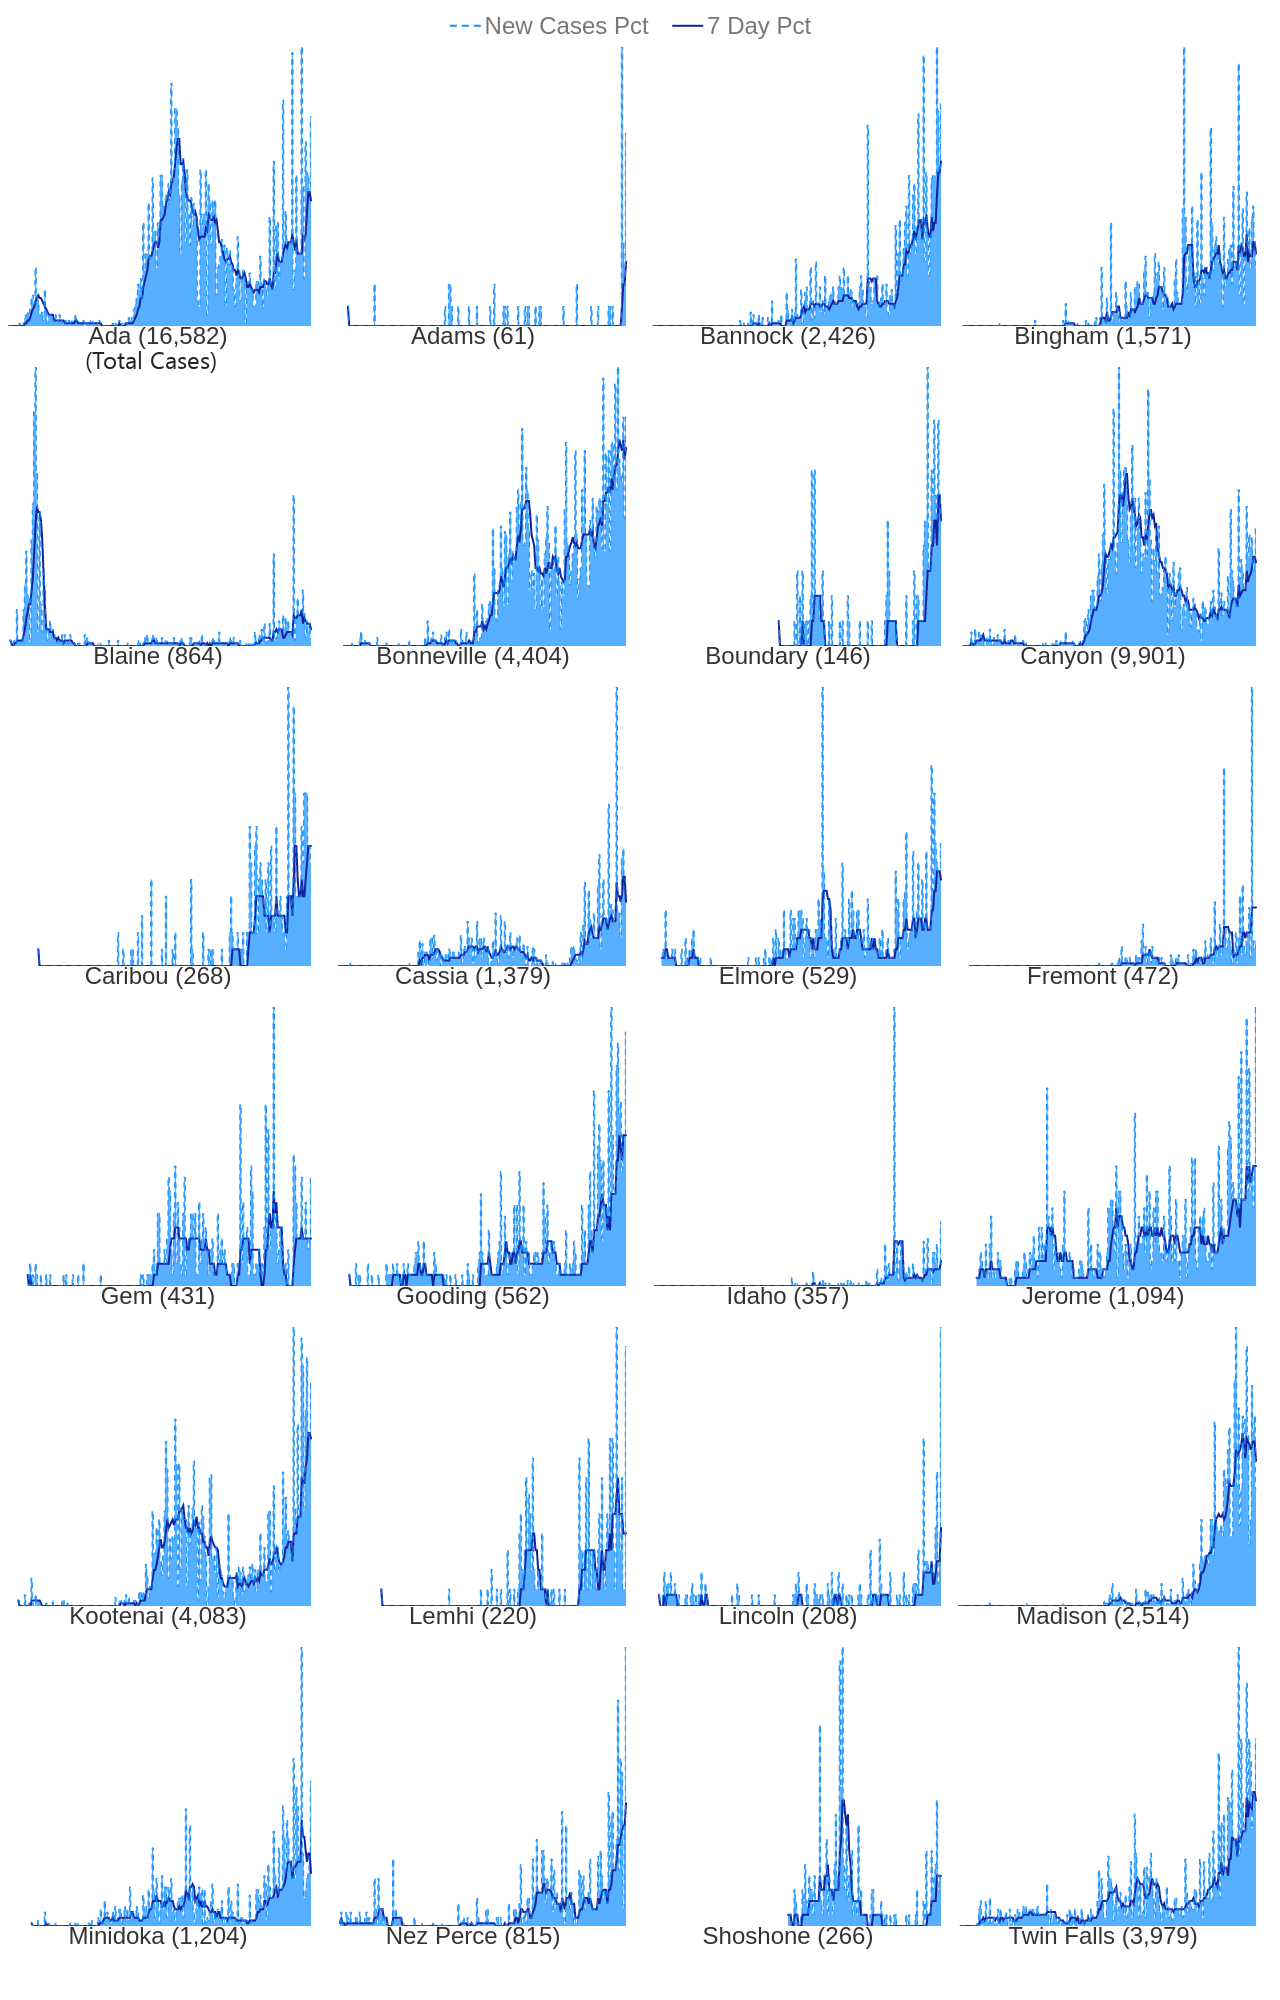 New Cases Pct 7 Day Pct
Ada (16,582) Adams (61) Bannock (2,426) Bingham (1,571)
(Total Cases)
Blaine (864) Bonneville (4,404) Boundary (146) Canyon (9,901)
Caribou (268) Cassia (1,379) Elmore (529) Fremont (472)
Gem (431) Gooding (562) Idaho (357) Jerome (1,094)
Kootenai (4,083) Lemhi (220) Lincoln (208) Madison (2,514)
Minidoka (1,204) Nez Perce (815) Shoshone (266) Twin Falls (3,979)